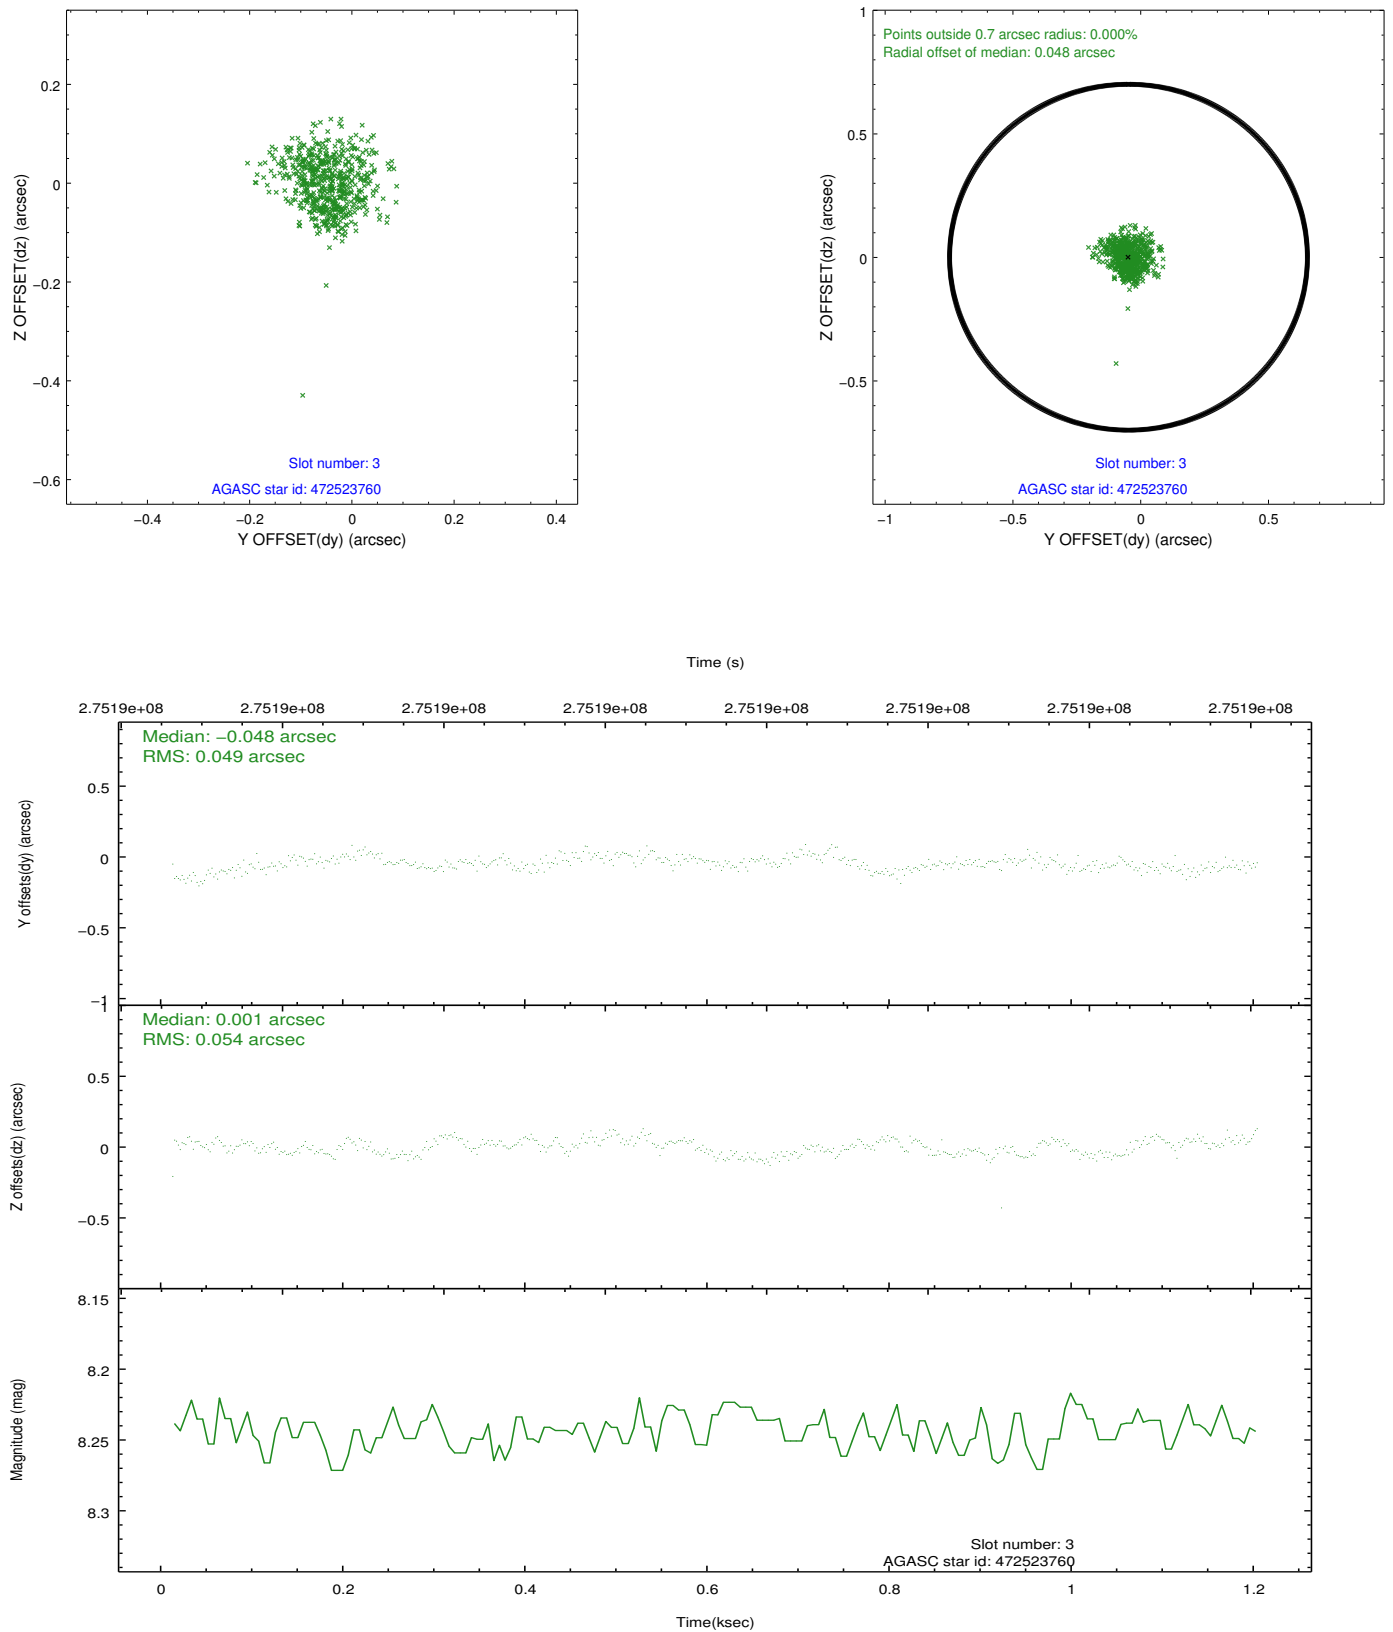 0.2
0
−0.2
−0.4
−0.6
Z OFFSET(dz) (arcsec)
Slot number: 3
AGASC star id: 472523760
−0.4
−0.2
0
0.2
0.4
Y OFFSET(dy) (arcsec)
Points outside 0.7 arcsec radius: 0.000%
Radial offset of median: 0.048 arcsec
1
0.5
0
−0.5
Z OFFSET(dz) (arcsec)
Slot number: 3
AGASC star id: 472523760
−1
−0.5
0
0.5
Y OFFSET(dy) (arcsec)
Time (s)
2.7519e+08 2.7519e+08 2.7519e+08 2.7519e+08 2.7519e+08 2.7519e+08 2.7519e+08 2.7519e+08
Median: −0.048 arcsec
RMS: 0.049 arcsec
0.5
0
−0.5
−1
Y offsets(dy) (arcsec)
Median: 0.001 arcsec
RMS: 0.054 arcsec
1
0.5
0
−0.5
Z offsets(dz) (arcsec)
8.15
8.2
8.25
8.3
Magnitude (mag)
Slot number: 3
AGASC star id: 472523760
0 0.2 0.4 0.6 0.8 1 1.2
Time(ksec)